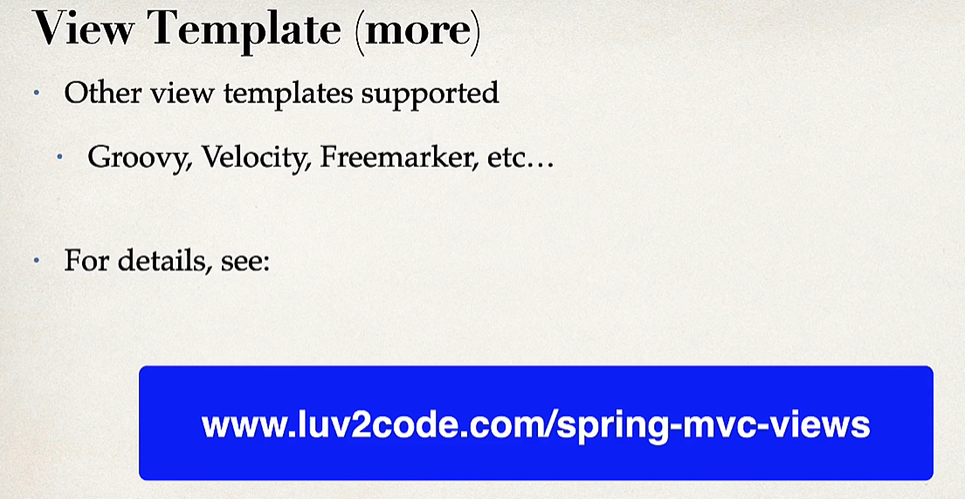 View Template (more)
Other view templates supported
Groovy, Velocity, Freemarker, etc…
For details, see:
www.luv2code.com/spring-mvc-views